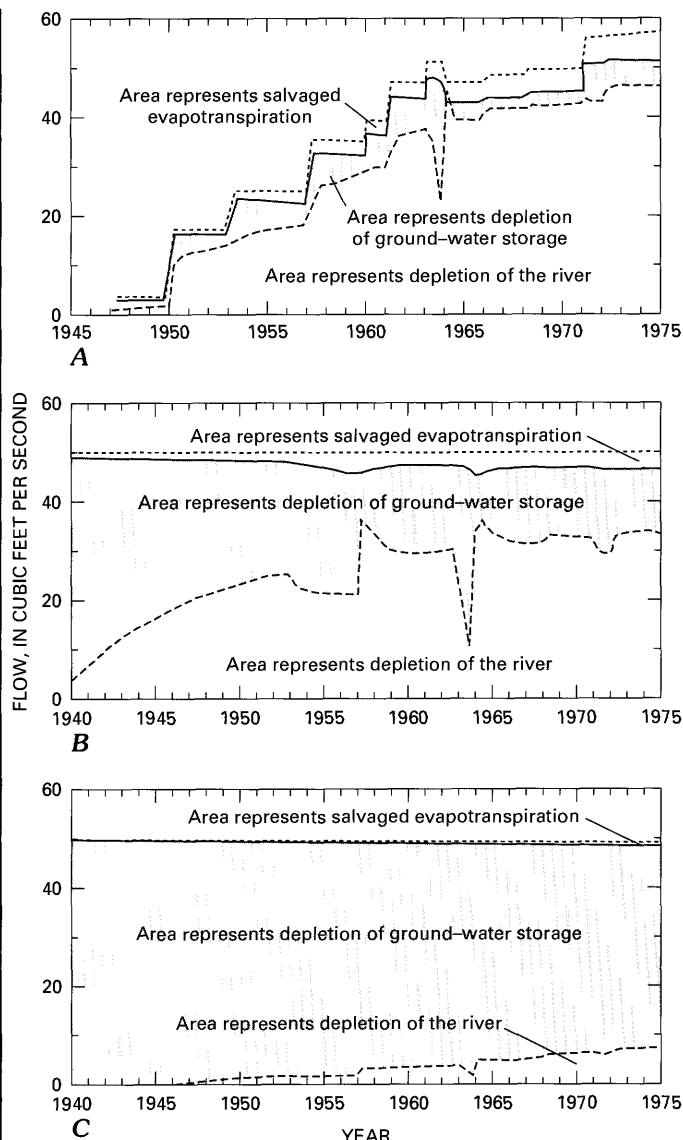 60
40
20
0
Area represents salvaged
evapotranspiration
Area represents depletion
of ground–water storage
Area represents depletion of the river
1945 1950 1955 1960 1965 1970 1975
A
FLOW, IN CUBIC FEET PER SECOND
60
40
20
0
Area represents salvaged evapotranspiration
Area represents depletion of ground–water storage
Area represents depletion of the river
1940 1945 1950 1955 1960 1965 1970 1975
B
60
40
20
0
Area represents salvaged evapotranspiration
Area represents depletion of ground–water storage
Area represents depletion of the river
1940 1945 1950 1955 1960 1965 1970 1975
C
YEAR